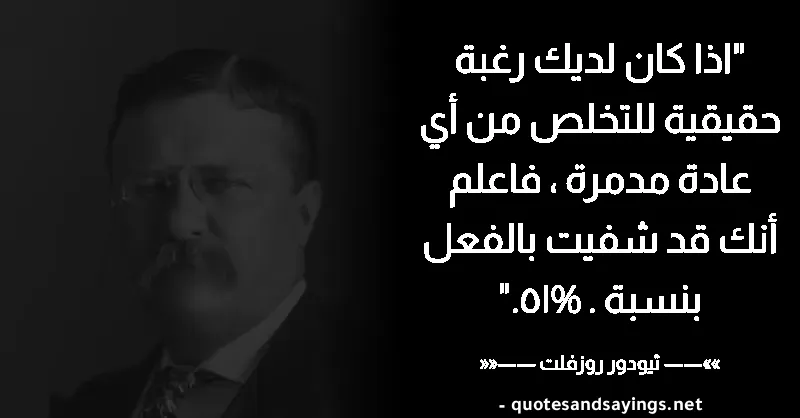 "اذا كان لديك رغبة
حقيقية للتخلص من أي
عادة مدمرة ، فاعلم
أنك قد شفيت بالفعل
بنسبة . %٥١."
»»——— ثيودور روزفلت ———««
- quotesandsayings.net